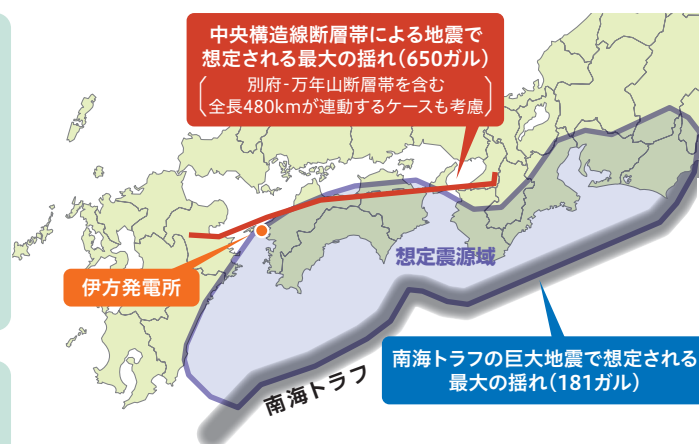 中央構造線断層帯による地震で
想定される最大の揺れ(650ガル)
別府-万年山断層帯を含む
全長480kmが連動するケースも考慮
伊方発電所
想定震源域
南海トラフの巨大地震で想定される
最大の揺れ(181ガル)
南海トラフ